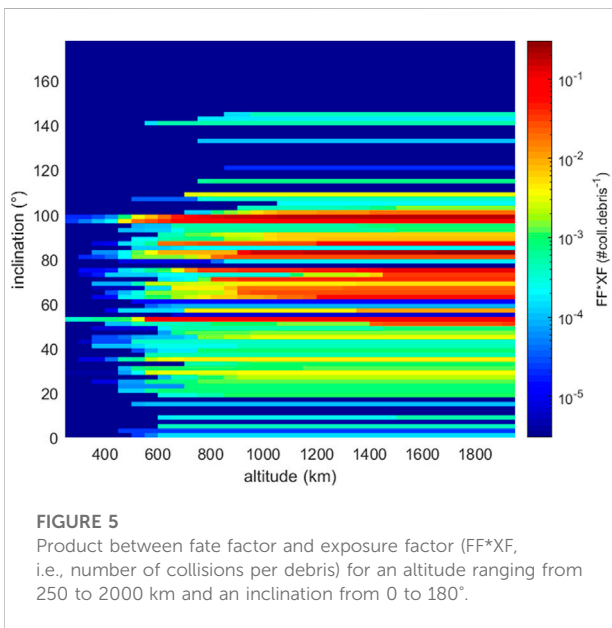 160
140
120
100
80
60
40
20
0
inclination (°)
400 600 800 1000 1200 1400 1600 1800
altitude (km)
10-1
10-2
10-3
10-4
10-5
FF*XF (#coll.debris-1)
FIGURE 5
Product between fate factor and exposure factor (FF*XF,
i.e., number of collisions per debris) for an altitude ranging from
250 to 2000 km and an inclination from 0 to 180°.